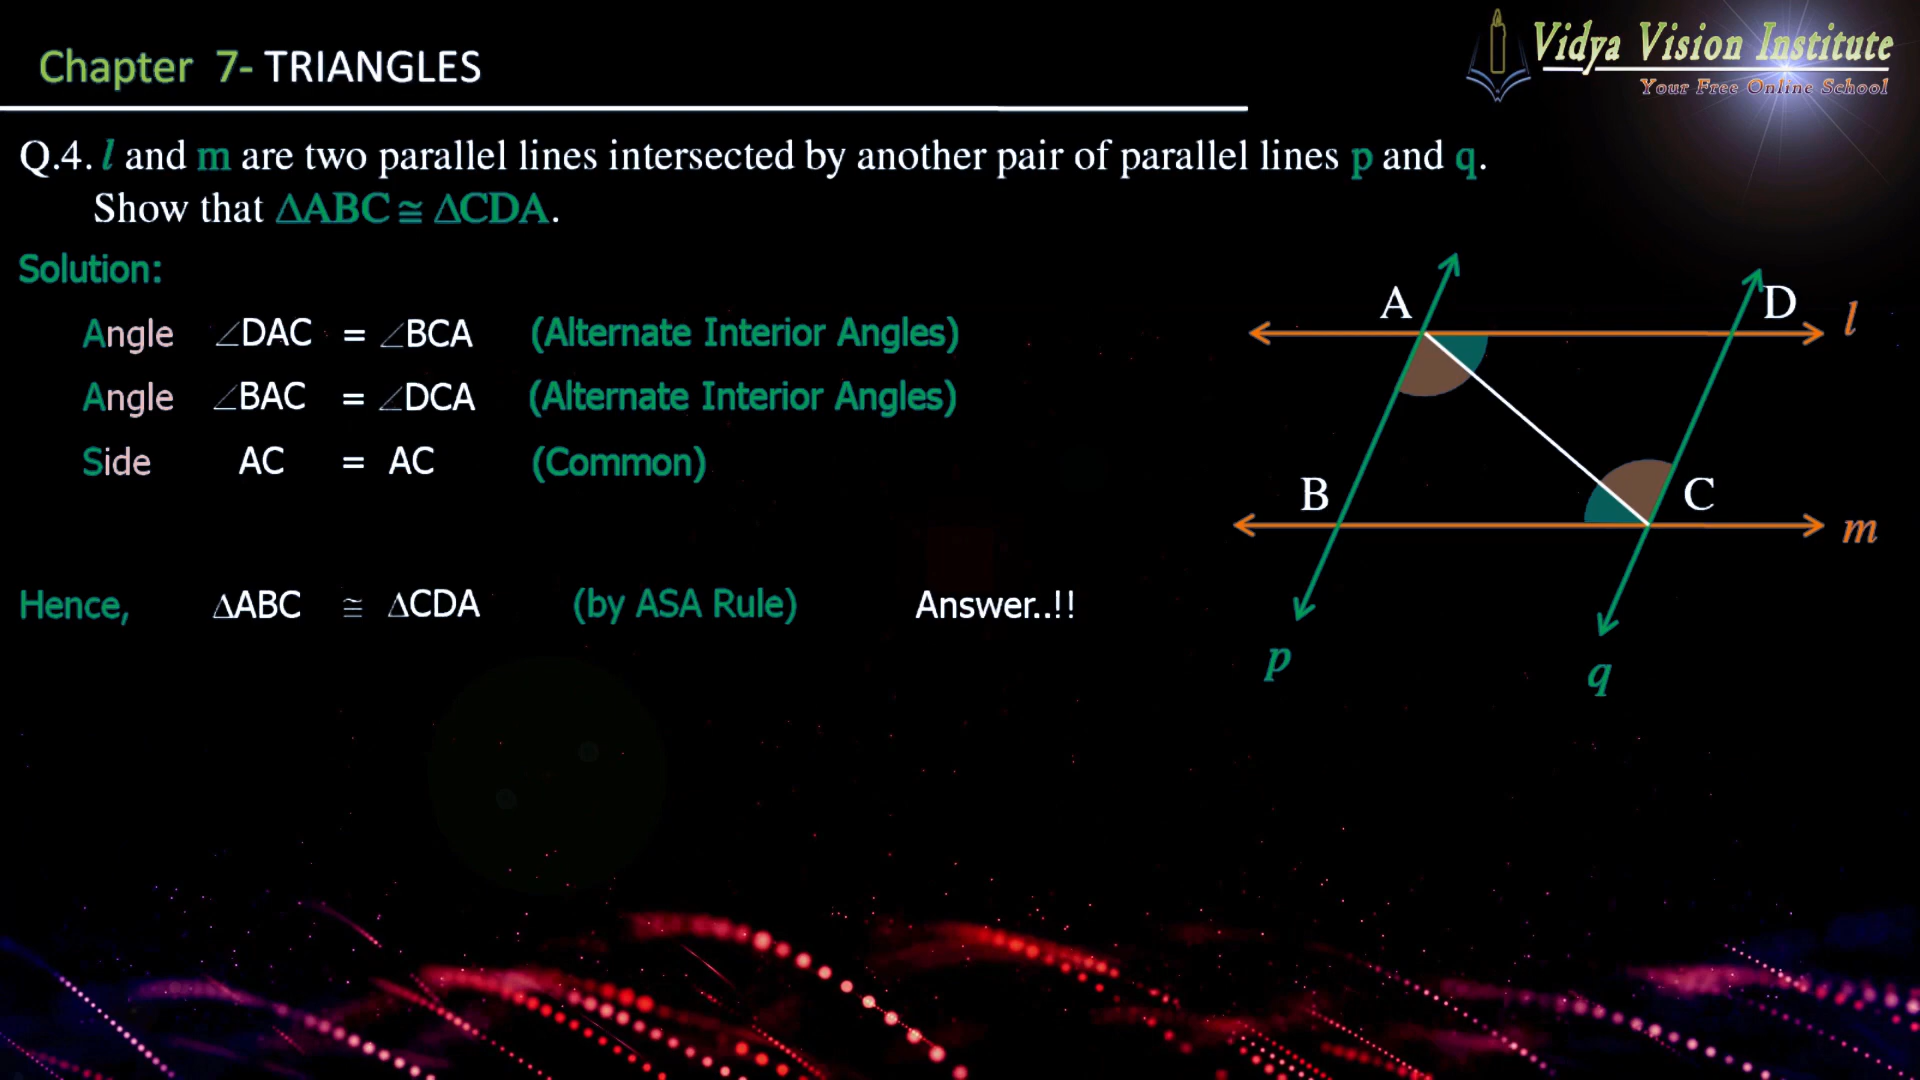 Chapter 7- TRIANGLES
Vidya Vision Institute
Your Free Online School
Q.4. l and m are two parallel lines intersected by another pair of parallel lines p and q.
Show that ΔABC ≅ ΔCDA.
Solution:
Angle ∠DAC = ∠BCA (Alternate Interior Angles)
Angle ∠BAC = ∠DCA (Alternate Interior Angles)
Side AC = AC (Common)
Hence, ΔABC ≅ ΔCDA (by ASA Rule) Answer..!!
A D l
B C m
p q